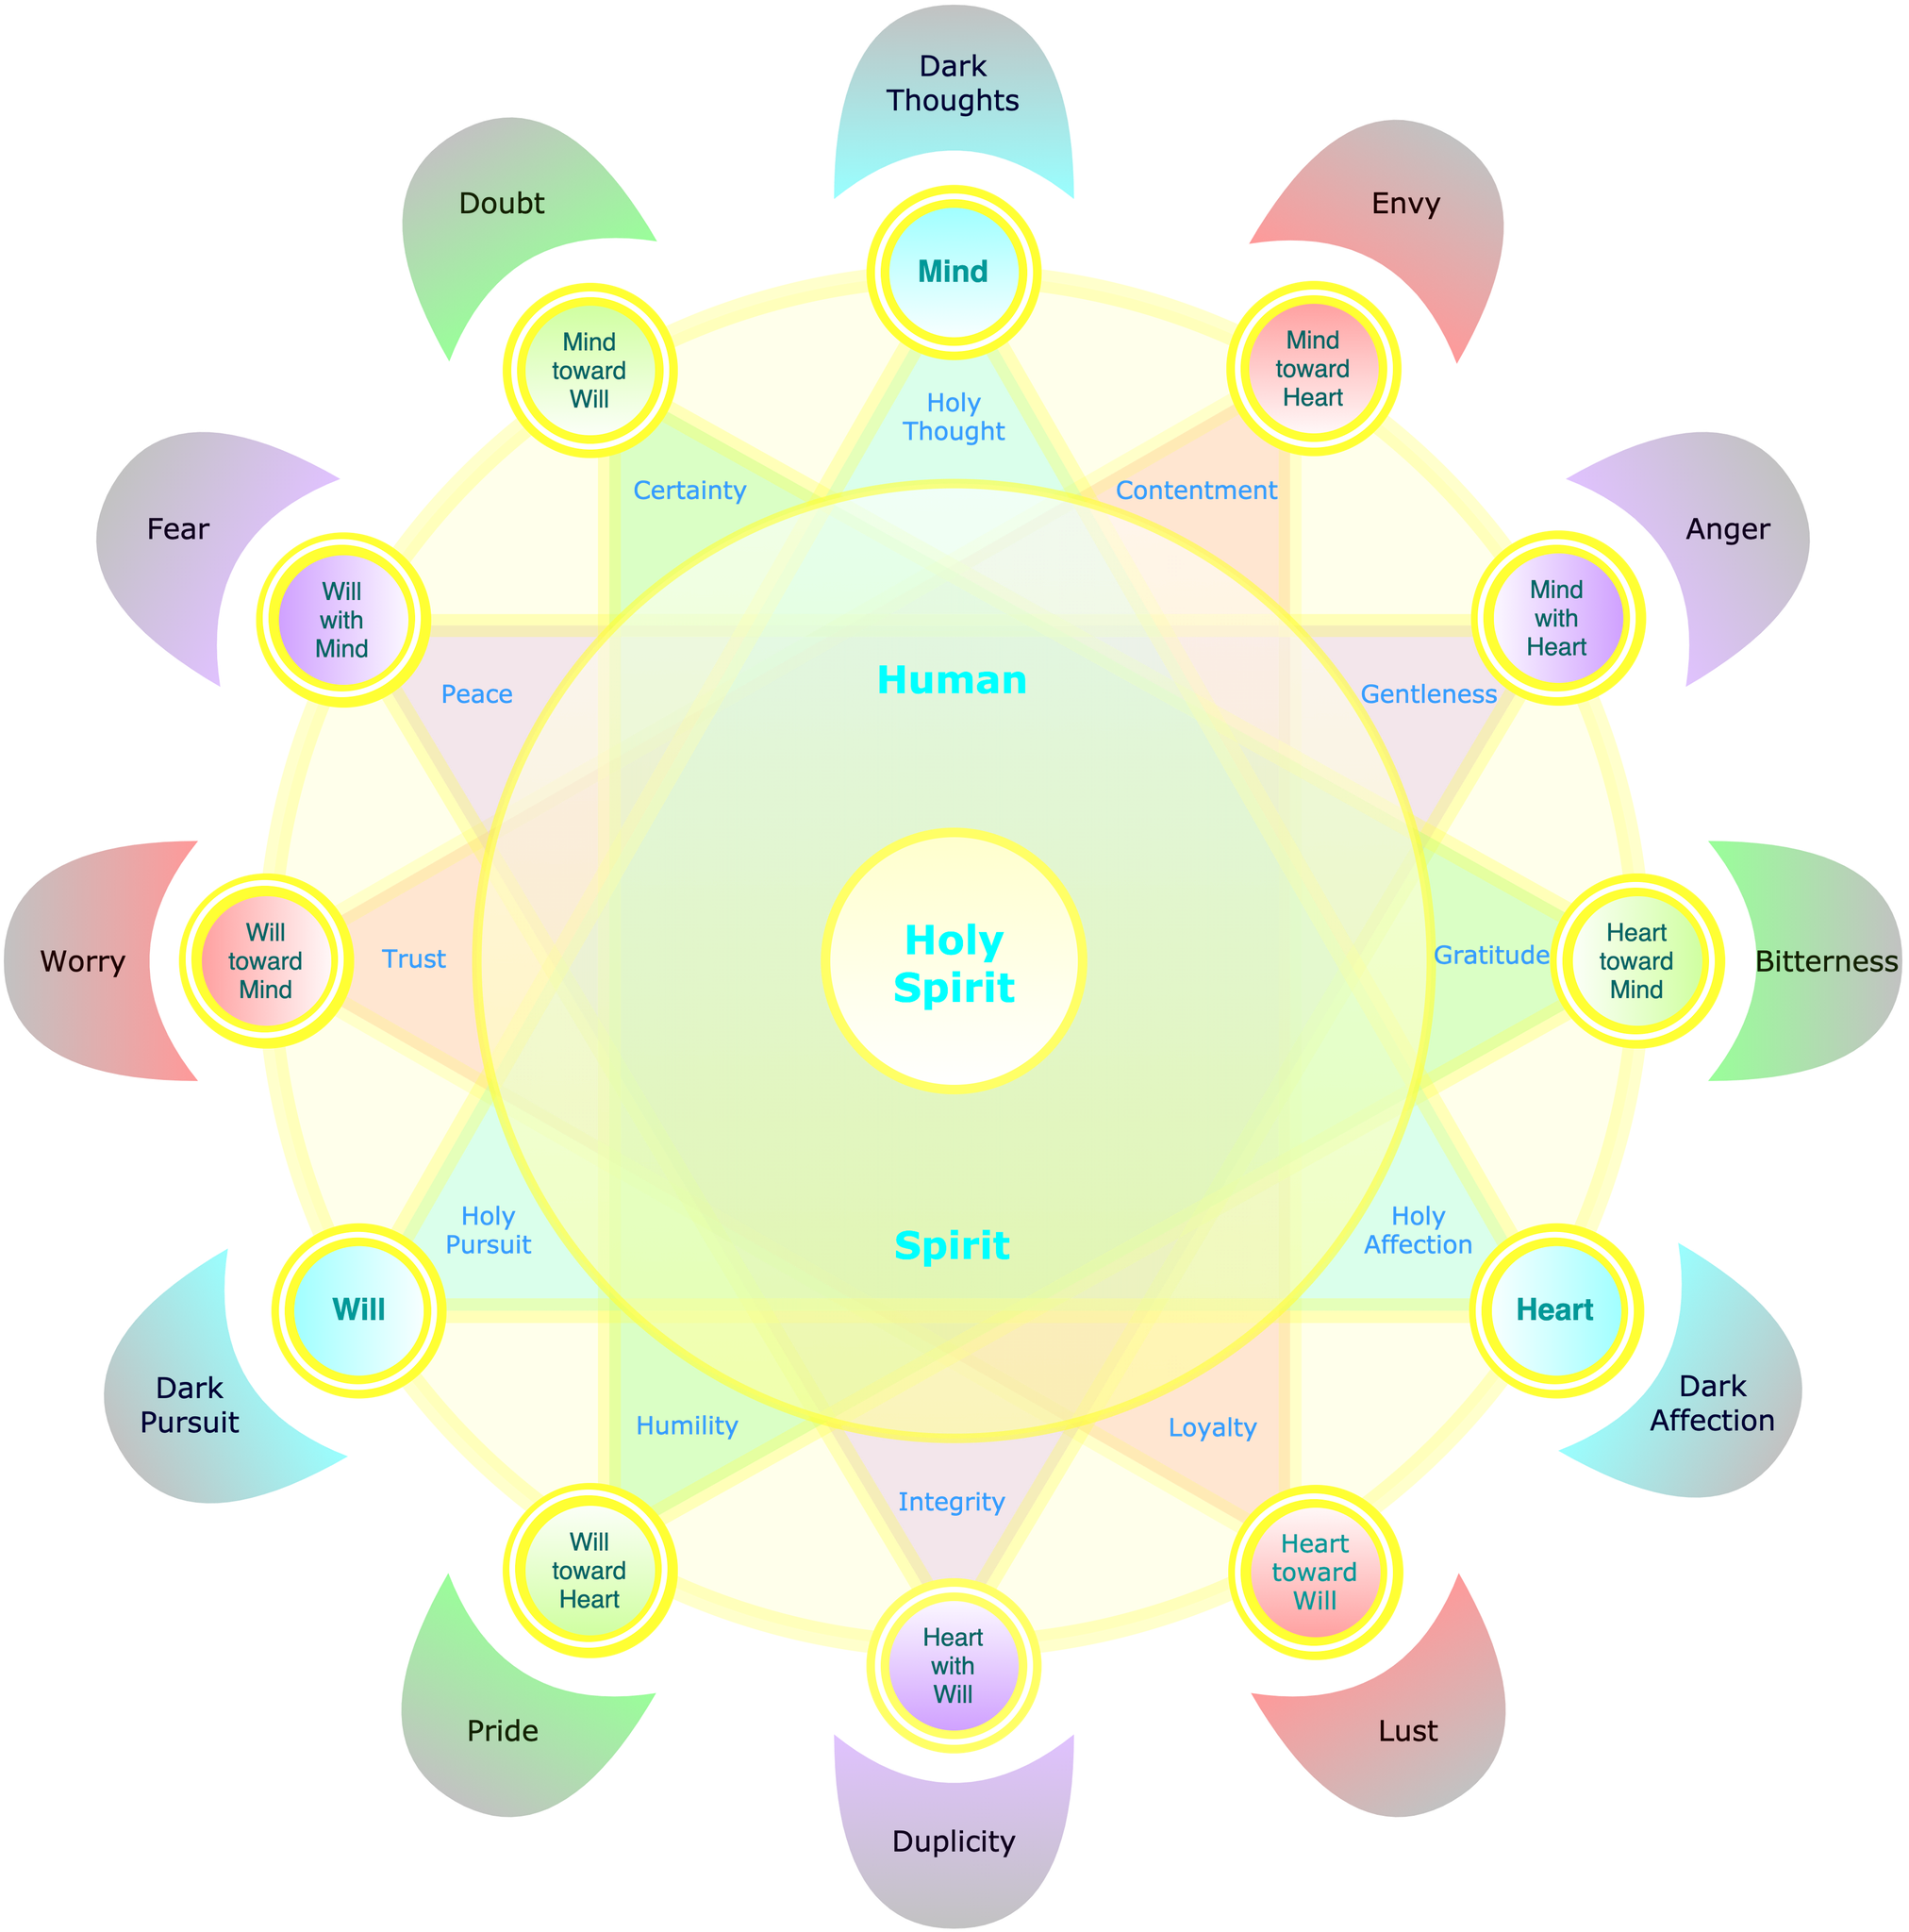 Dark
Thoughts
Doubt
Envy
Mind
Mind
toward
Will
Mind
toward
Heart
Holy
Thought
Certainty
Contentment
Fear
Anger
Will
with
Mind
Mind
with
Heart
Peace
Human
Gentleness
Worry
Will
toward
Mind
Trust
Holy
Spirit
Gratitude
Heart
toward
Mind
Bitterness
Holy
Pursuit
Spirit
Holy
Affection
Will
Heart
Dark
Pursuit
Dark
Affection
Humility
Loyalty
Integrity
Will
toward
Heart
Heart
toward
Will
Heart
with
Will
Pride
Lust
Duplicity